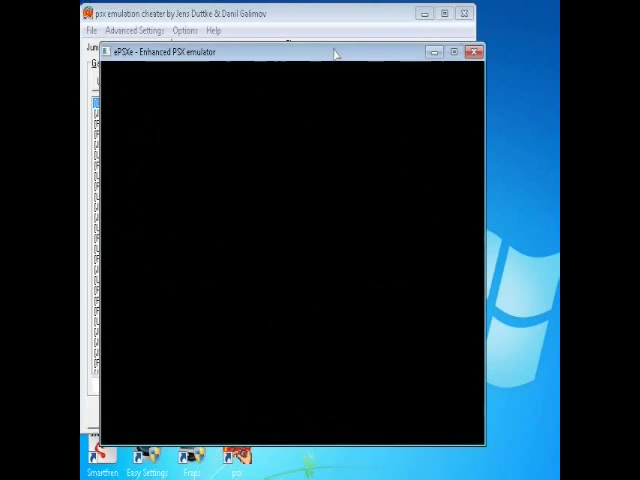 psx emulation cheater by Jens Duttke & Danil Galimov
File Advanced Settings Options Help
ePSXe - Enhanced PSX emulator
Smartfren Easy Settings Fraps psx